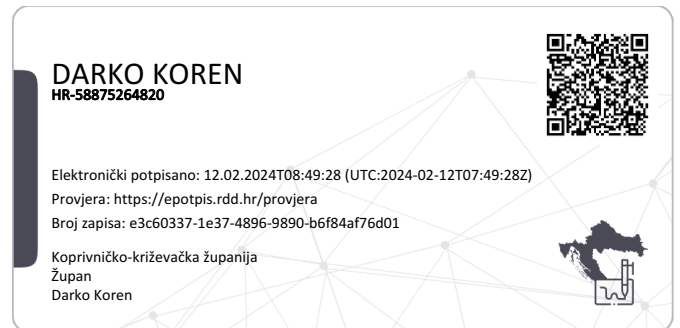 DARKO KOREN
HR-58875264820
Elektronički potpisano: 12.02.2024T08:49:28 (UTC:2024-02-12T07:49:28Z)
Provjera: https://epotpis.rdd.hr/provjera
Broj zapisa: e3c60337-1e37-4896-9890-b6f84af76d01
Koprivničko-križevačka županija
Župan
Darko Koren